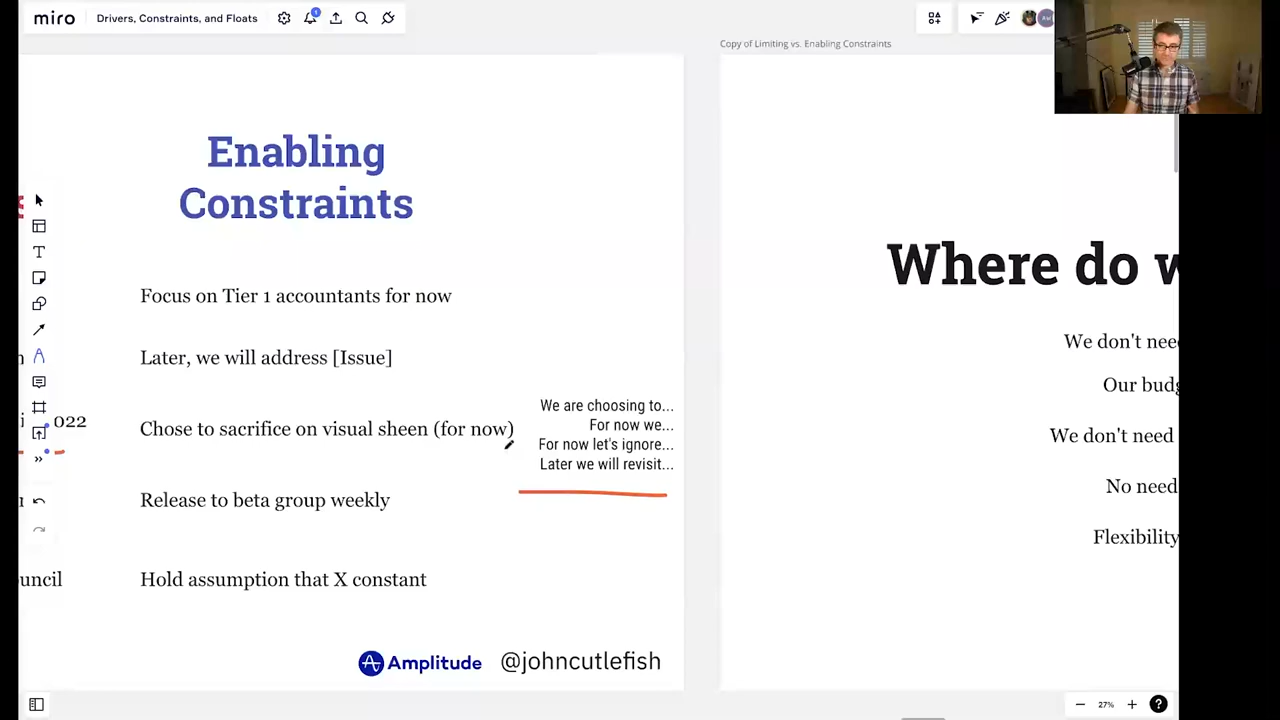 miro
Drivers, Constraints, and Floats
1
Copy of Limiting vs. Enabling Constraints
Enabling
Constraints
Focus on Tier 1 accountants for now
Later, we will address [Issue]
022
Chose to sacrifice on visual sheen (for now)
We are choosing to...
For now we...
For now let's ignore...
Later we will revisit...
Release to beta group weekly
uncil
Hold assumption that X constant
Amplitude
@johncutlefish
Where do w
We don't nee
Our budg
We don't need
No need
Flexibility
27%